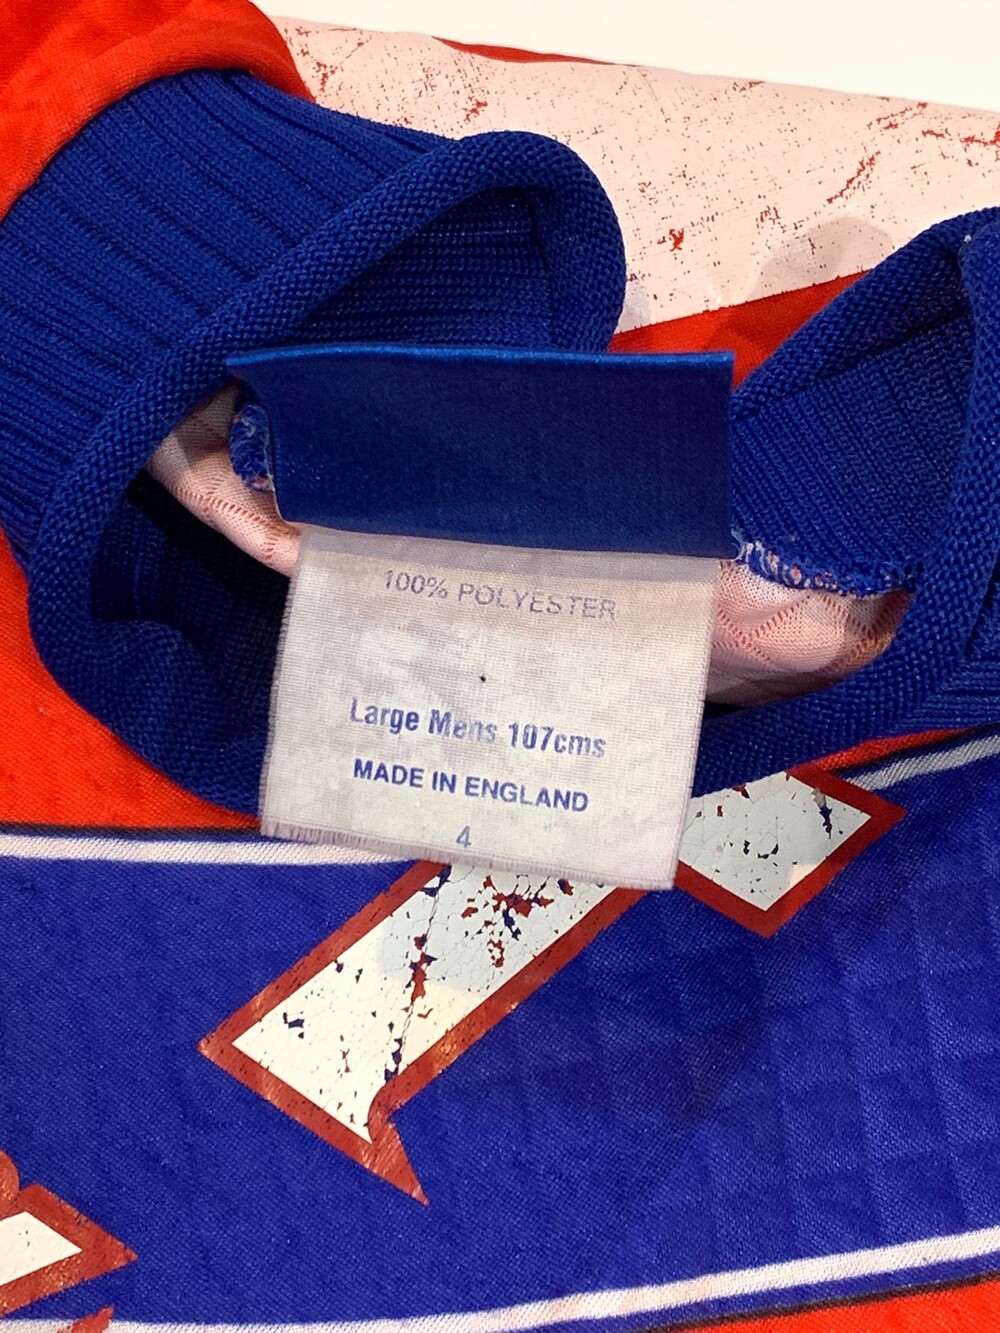 100% POLYESTER
Large Mens 107cms
MADE IN ENGLAND
4